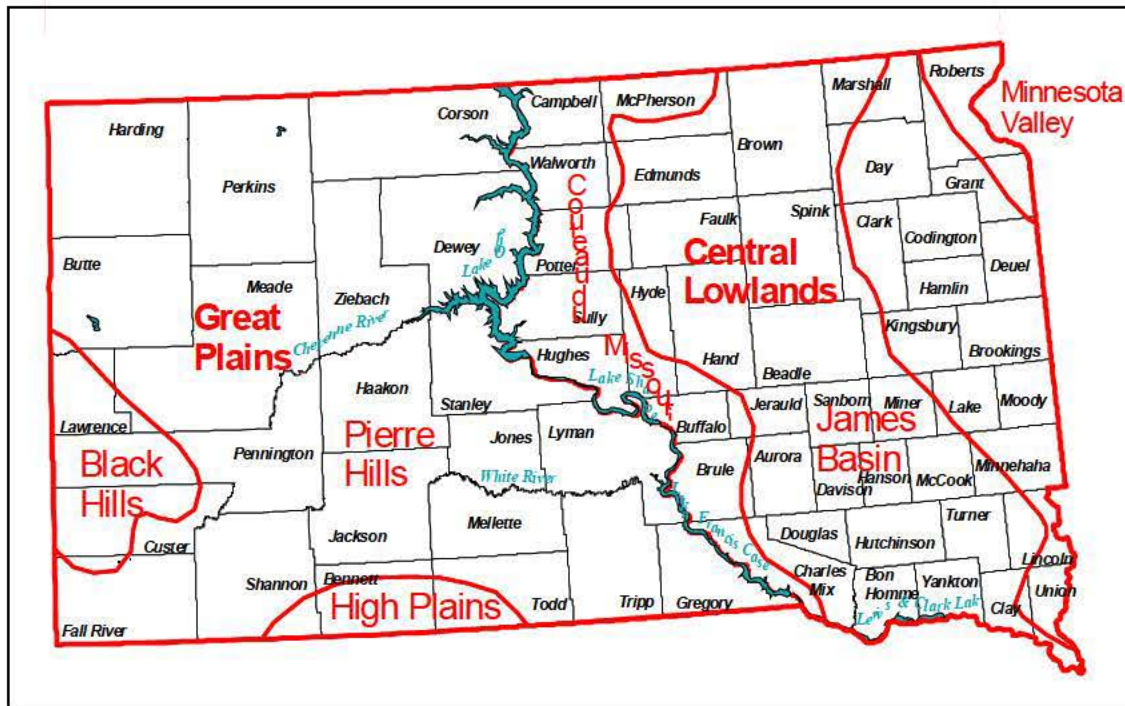 Roberts
Marshall
Minnesota
Valley
Campbell
McPherson
Corson
Harding
Brown
Walworth
Day
Edmunds
Perkins
Grant
Coteau du
Missouri
Faulk
Spink
Clark
Codington
Dewey
Lake Oahe
Central
Lowlands
Potter
Deuel
Butte
Meade
Ziebach
Hyde
Hamlin
Great
Plains
Sully
Kingsbury
Cheyenne River
Brookings
Hughes
Hand
Beadle
Haakon
Stanley
Jerauld
Sanborn
Miner
Lake
Moody
Lawrence
Pierre
Hills
Jones
Lyman
Buffalo
James
Basin
Black
Hills
Pennington
White River
Brule
Aurora
Davison
Hanson
McCook
Minnehaha
Mellette
Francis Case
Turner
Jackson
Douglas
Hutchinson
Custer
Lincoln
Shannon
Bennett
Charles
Mix
Bon
Homme
Yankton
Union
High Plains
Todd
Tripp
Gregory
Clay
Lewis & Clark Lak
Fall River